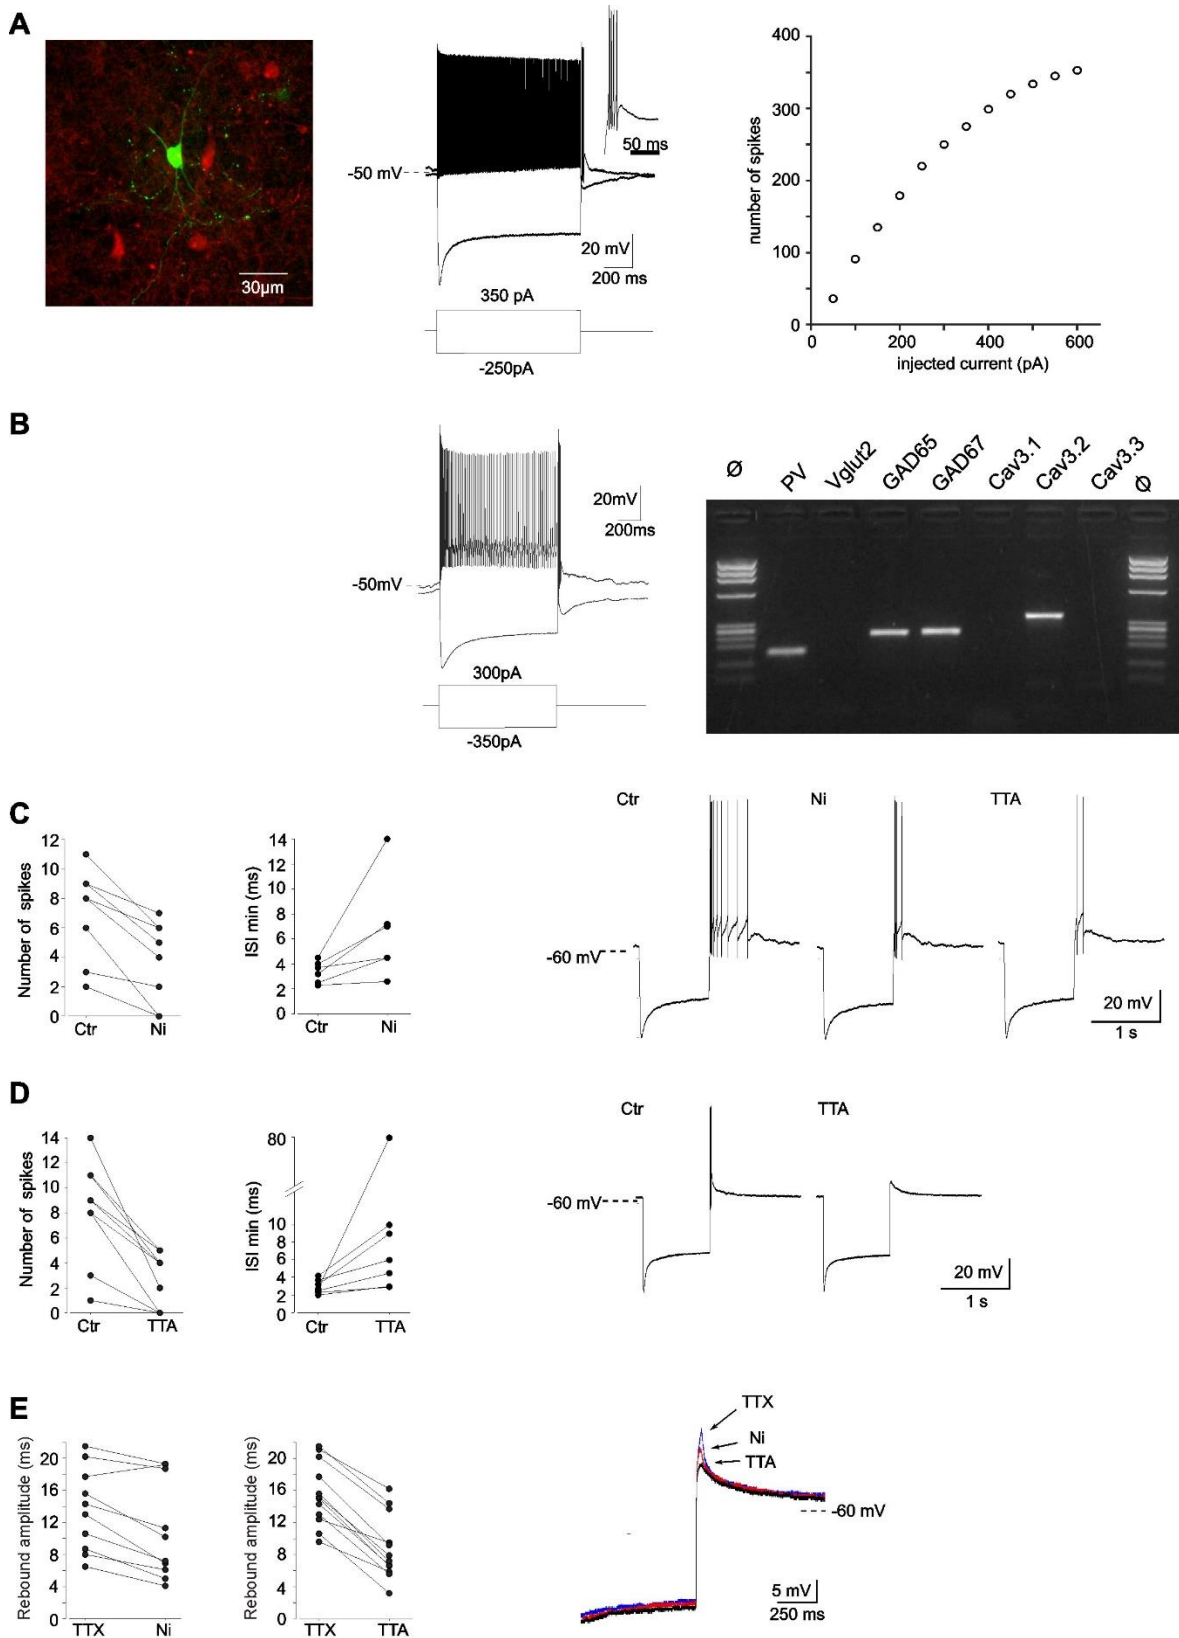 A
30µm
-50 mV
50 ms
20 mV
200 ms
350 pA
-250pA
number of spikes
400
300
200
100
0
0
200
400
600
injected current (pA)
B
-50mV
20mV
200ms
300pA
-350pA
Ø
PV
Vglut2
GAD65
GAD67
Cav3.1
Cav3.2
Cav3.3
Φ
C
Number of spikes
12
10
8
6
4
2
0
Ctr
Ni
ISI min (ms)
14
12
10
8
6
4
2
0
Ctr
Ni
Ctr
Ni
TTA
-60 mV
20 mV
1 s
D
Number of spikes
14
12
10
8
6
4
2
0
Ctr
TTA
ISI min (ms)
80
10
8
6
4
2
0
Ctr
TTA
Ctr
TTA
-60 mV
20 mV
1 s
E
Rebound amplitude (ms)
20
16
12
8
4
0
TTX
Ni
Rebound amplitude (ms)
20
16
12
8
4
0
TTX
TTA
TTX
Ni
TTA
-60 mV
5 mV
250 ms